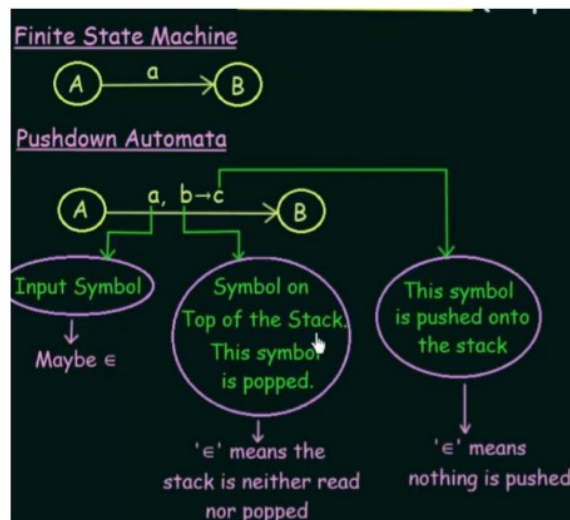 Finite State Machine
A a B
Pushdown Automata
A a, b→c B
Input Symbol
Maybe ∈
Symbol on
Top of the Stack.
This symbol
is popped.
'∈' means the
stack is neither read
nor popped
This symbol
is pushed onto
the stack
'∈' means
nothing is pushed